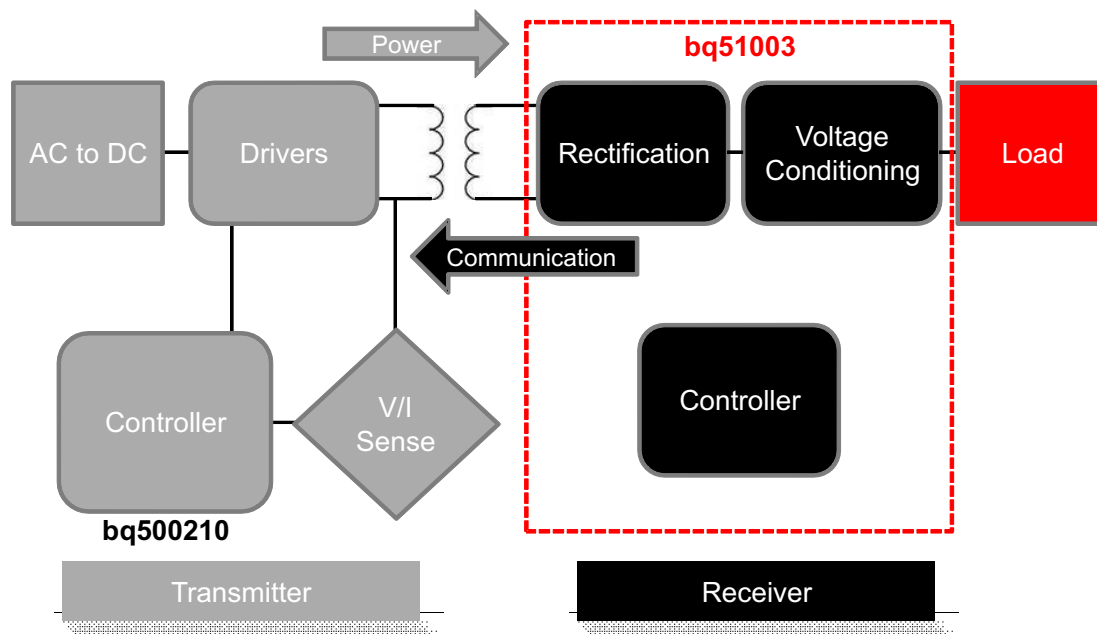 Power
bq51003
AC to DC
Drivers
Rectification
Voltage
Conditioning
Load
Communication
Controller
V/I
Sense
Controller
bq500210
Transmitter
Receiver